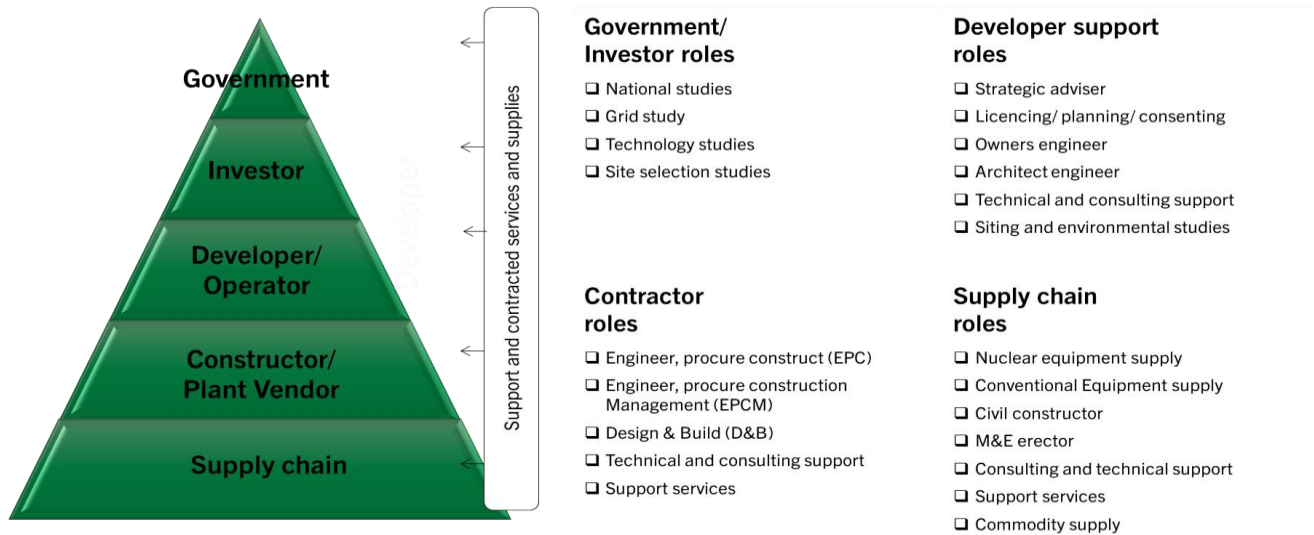 Government
Investor
Developer/
Operator
Constructor/
Plant Vendor
Supply chain
Developer
Support and contracted services and supplies
Government/
Investor roles
❑ National studies
❑ Grid study
❑ Technology studies
❑ Site selection studies
Developer support
roles
❑ Strategic adviser
❑ Licencing/ planning/ consenting
❑ Owners engineer
❑ Architect engineer
❑ Technical and consulting support
❑ Siting and environmental studies
Contractor
roles
❑ Engineer, procure construct (EPC)
❑ Engineer, procure construction
Management (EPCM)
❑ Design & Build (D&B)
❑ Technical and consulting support
❑ Support services
Supply chain
roles
❑ Nuclear equipment supply
❑ Conventional Equipment supply
❑ Civil constructor
❑ M&E erector
❑ Consulting and technical support
❑ Support services
❑ Commodity supply